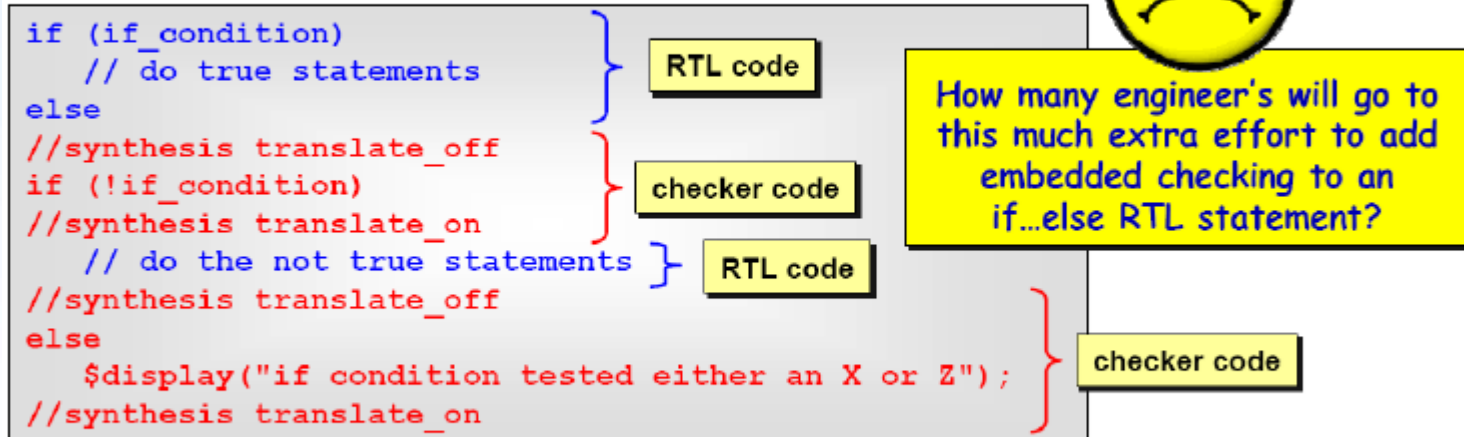 if (if_condition)
// do true statements
else
//synthesis translate_off
if (!if_condition)
//synthesis translate_on
// do the not true statements
//synthesis translate_off
else
$display("if condition tested either an X or Z");
//synthesis translate_on
RTL code
checker code
RTL code
checker code
How many engineer's will go to
this much extra effort to add
embedded checking to an
if…else RTL statement?